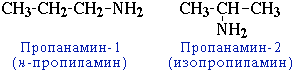 CH₃-CH₂-CH₂-NH₂
CH₃-CH-CH₃
NH₂
Пропанамин-1
(н-пропиламин)
Пропанамин-2
(изопропиламин)